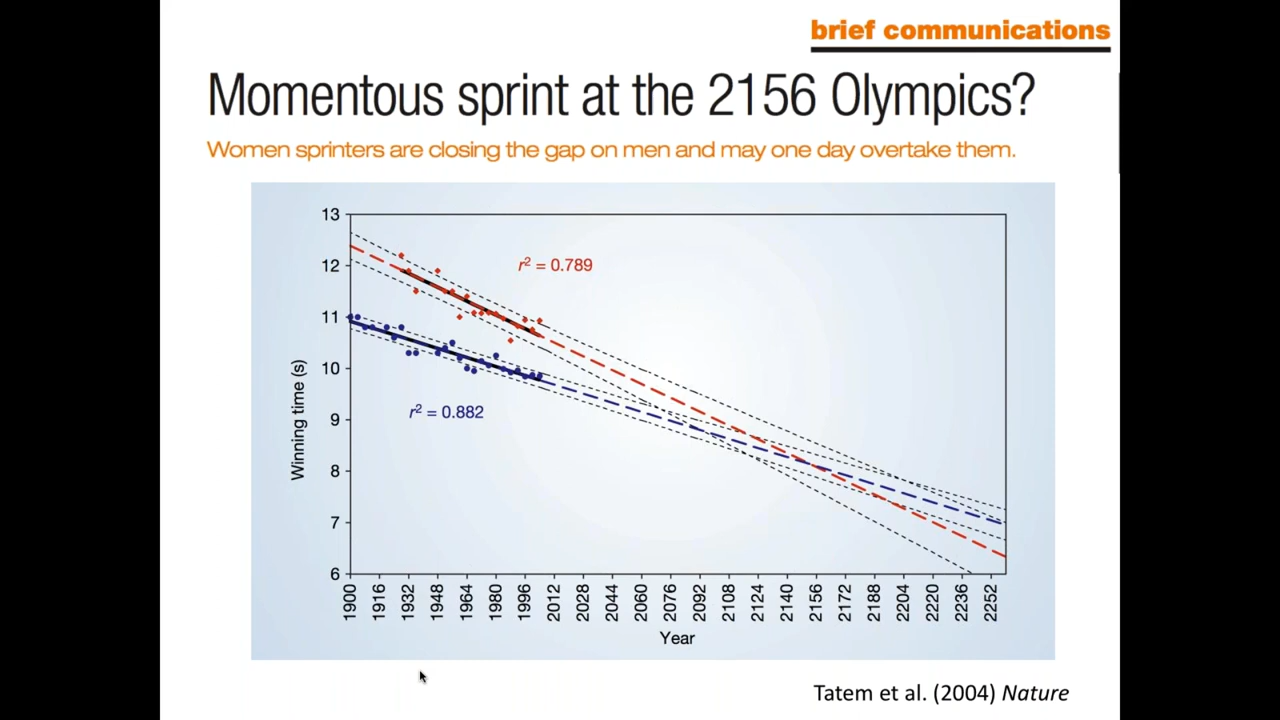 brief communications
Momentous sprint at the 2156 Olympics?
Women sprinters are closing the gap on men and may one day overtake them.
13
12
11
10
9
8
7
6
Winning time (s)
r² = 0.789
r² = 0.882
1900 1916 1932 1948 1964 1980 1996 2012 2028 2044 2060 2076 2092 2108 2124 2140 2156 2172 2188 2204 2220 2236 2252
Year
Tatem et al. (2004) Nature